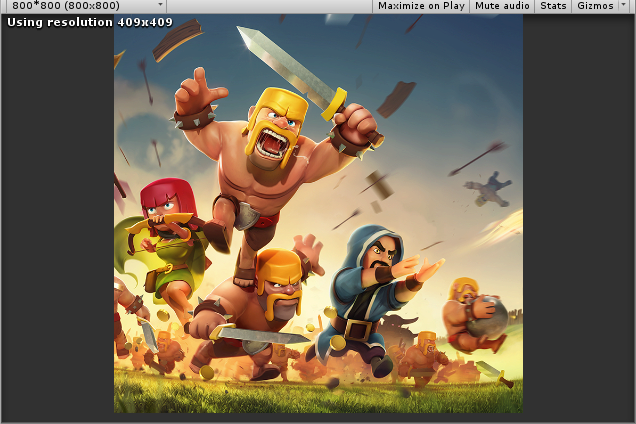 800*800 (800x800) Maximize on Play Mute audio Stats Gizmos
Using resolution 409x409